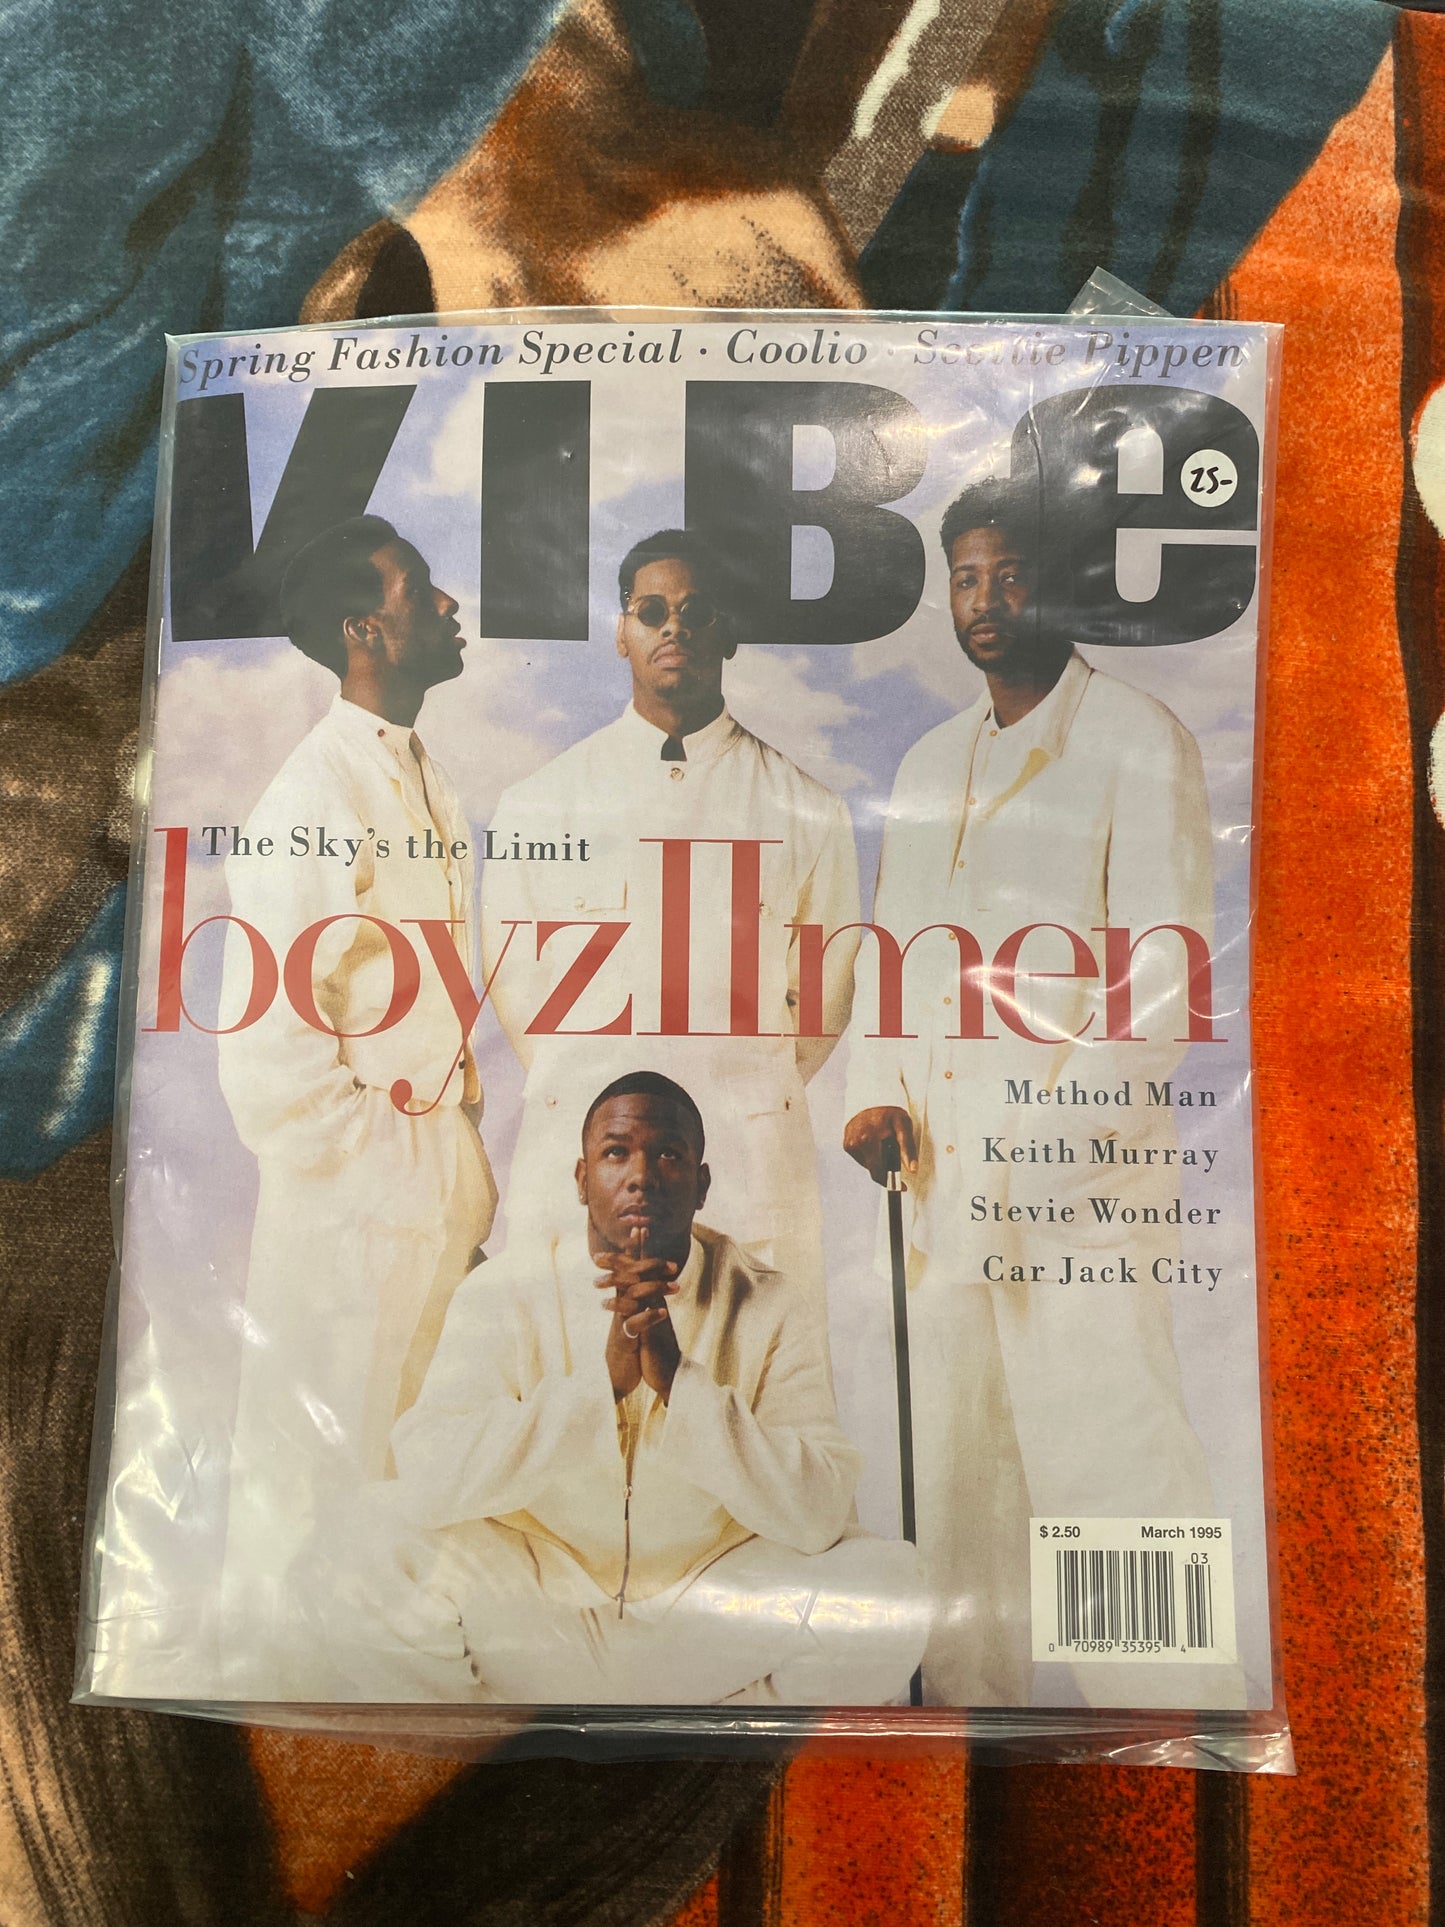 Spring Fashion Special · Coolio · Scottie Pippen
VIBe
25-
The Sky's the Limit
boyzIImen
Method Man
Keith Murray
Stevie Wonder
Car Jack City
$ 2.50 March 1995
03
0 70989 35395 4